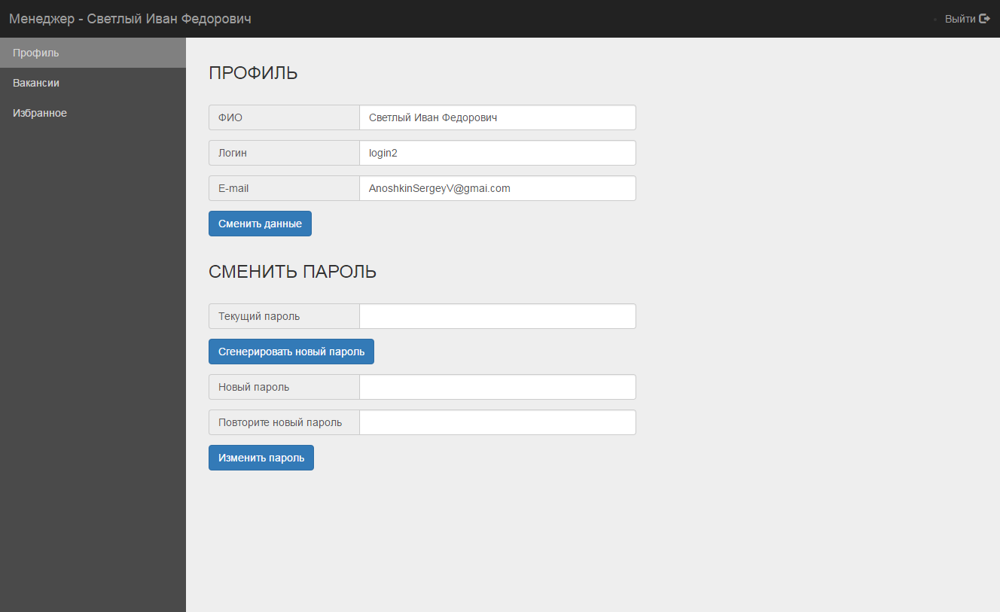 Менеджер - Светлый Иван Федорович
Выйти
Профиль
Вакансии
Избранное
ПРОФИЛЬ
ФИО Светлый Иван Федорович
Логин login2
E-mail AnoshkinSergeyV@gmai.com
Сменить данные
СМЕНИТЬ ПАРОЛЬ
Текущий пароль
Сгенерировать новый пароль
Новый пароль
Повторите новый пароль
Изменить пароль